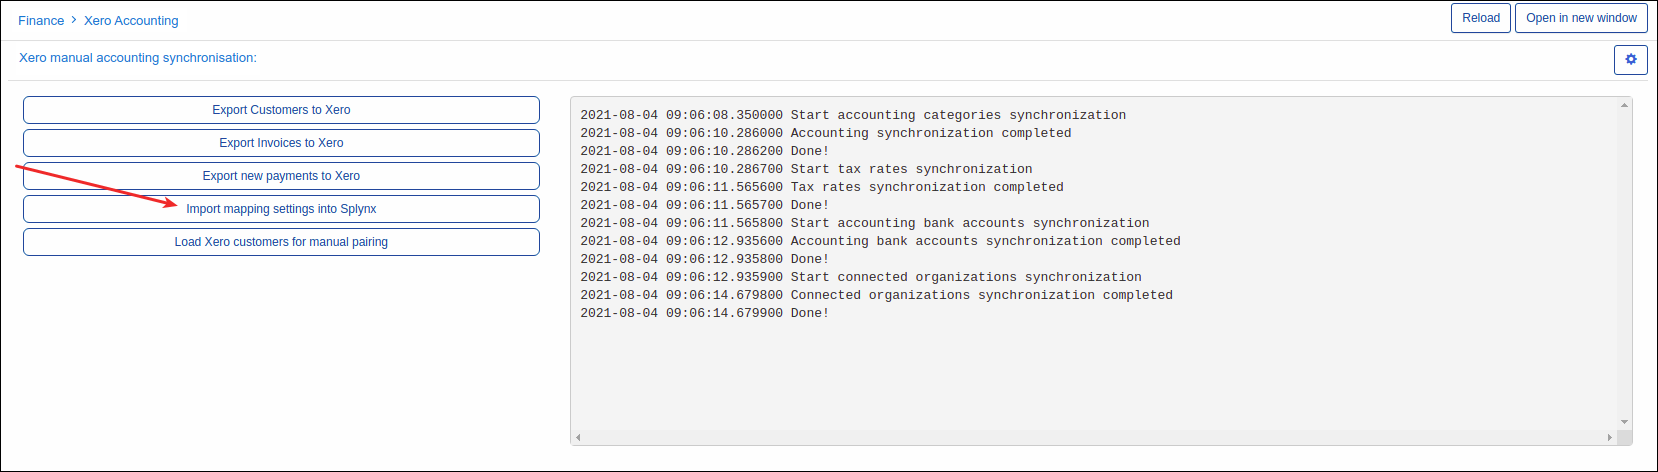 Finance > Xero Accounting
Reload
Open in new window
Xero manual accounting synchronisation:
Export Customers to Xero
Export Invoices to Xero
Export new payments to Xero
Import mapping settings into Splynx
Load Xero customers for manual pairing
2021-08-04 09:06:08.350000 Start accounting categories synchronization
2021-08-04 09:06:10.286000 Accounting synchronization completed
2021-08-04 09:06:10.286200 Done!
2021-08-04 09:06:10.286700 Start tax rates synchronization
2021-08-04 09:06:11.565600 Tax rates synchronization completed
2021-08-04 09:06:11.565700 Done!
2021-08-04 09:06:11.565800 Start accounting bank accounts synchronization
2021-08-04 09:06:12.935600 Accounting bank accounts synchronization completed
2021-08-04 09:06:12.935800 Done!
2021-08-04 09:06:12.935900 Start connected organizations synchronization
2021-08-04 09:06:14.679800 Connected organizations synchronization completed
2021-08-04 09:06:14.679900 Done!